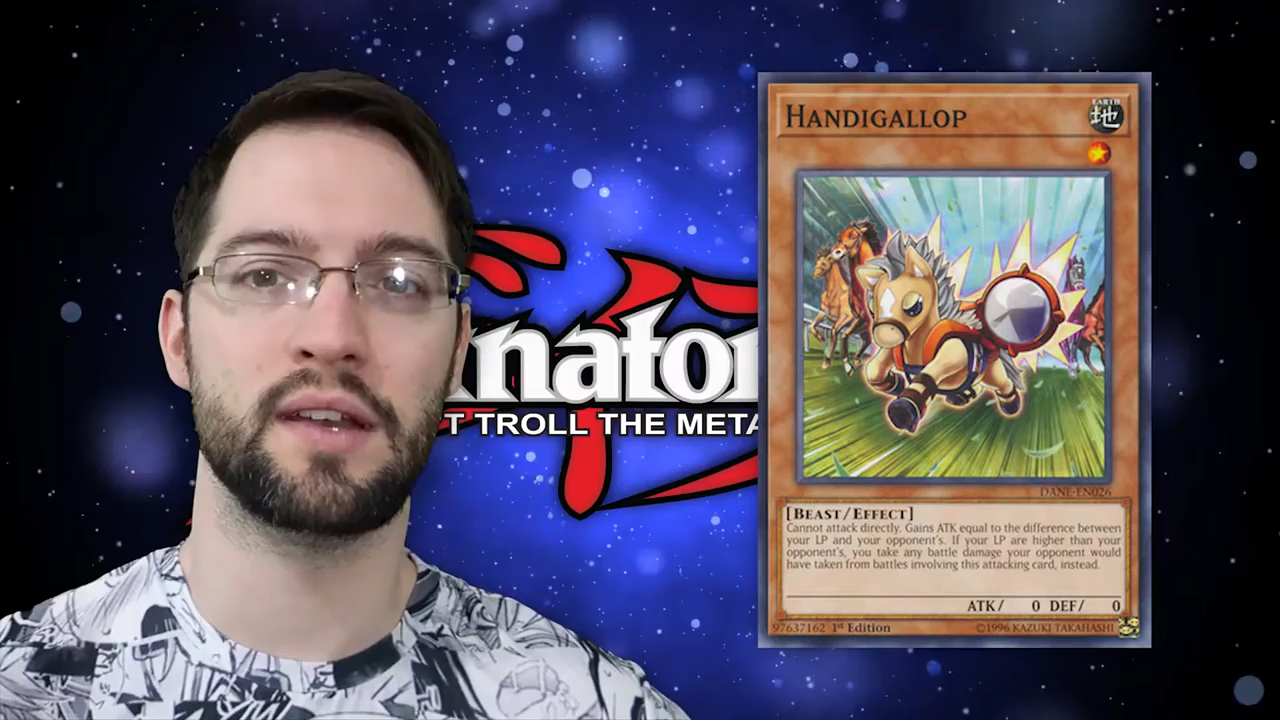 HANDIGALLOP
EARTH
地
nator
T TROLL THE META
DANE-EN026
[BEAST/EFFECT]
Cannot attack directly. Gains ATK equal to the difference between
your LP and your opponent's. If your LP are higher than your
opponent's, you take any battle damage your opponent would
have taken from battles involving this attacking card, instead.
ATK/ 0 DEF/ 0
97637162 1st Edition ©1996 KAZUKI TAKAHASHI